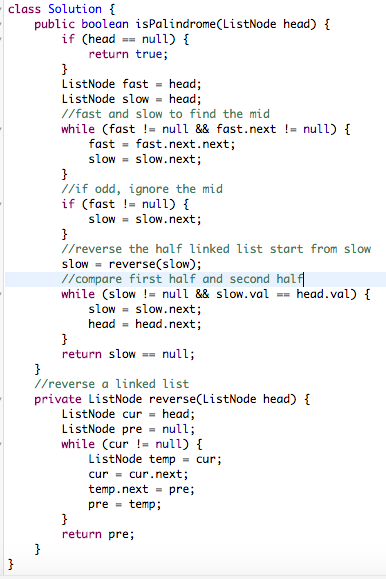 class Solution {
    public boolean isPalindrome(ListNode head) {
        if (head == null) {
            return true;
        }
        ListNode fast = head;
        ListNode slow = head;
        //fast and slow to find the mid
        while (fast != null && fast.next != null) {
            fast = fast.next.next;
            slow = slow.next;
        }
        //if odd, ignore the mid
        if (fast != null) {
            slow = slow.next;
        }
        //reverse the half linked list start from slow
        slow = reverse(slow);
        //compare first half and second half
        while (slow != null && slow.val == head.val) {
            slow = slow.next;
            head = head.next;
        }
        return slow == null;
    }
    //reverse a linked list
    private ListNode reverse(ListNode head) {
        ListNode cur = head;
        ListNode pre = null;
        while (cur != null) {
            ListNode temp = cur;
            cur = cur.next;
            temp.next = pre;
            pre = temp;
        }
        return pre;
    }
}